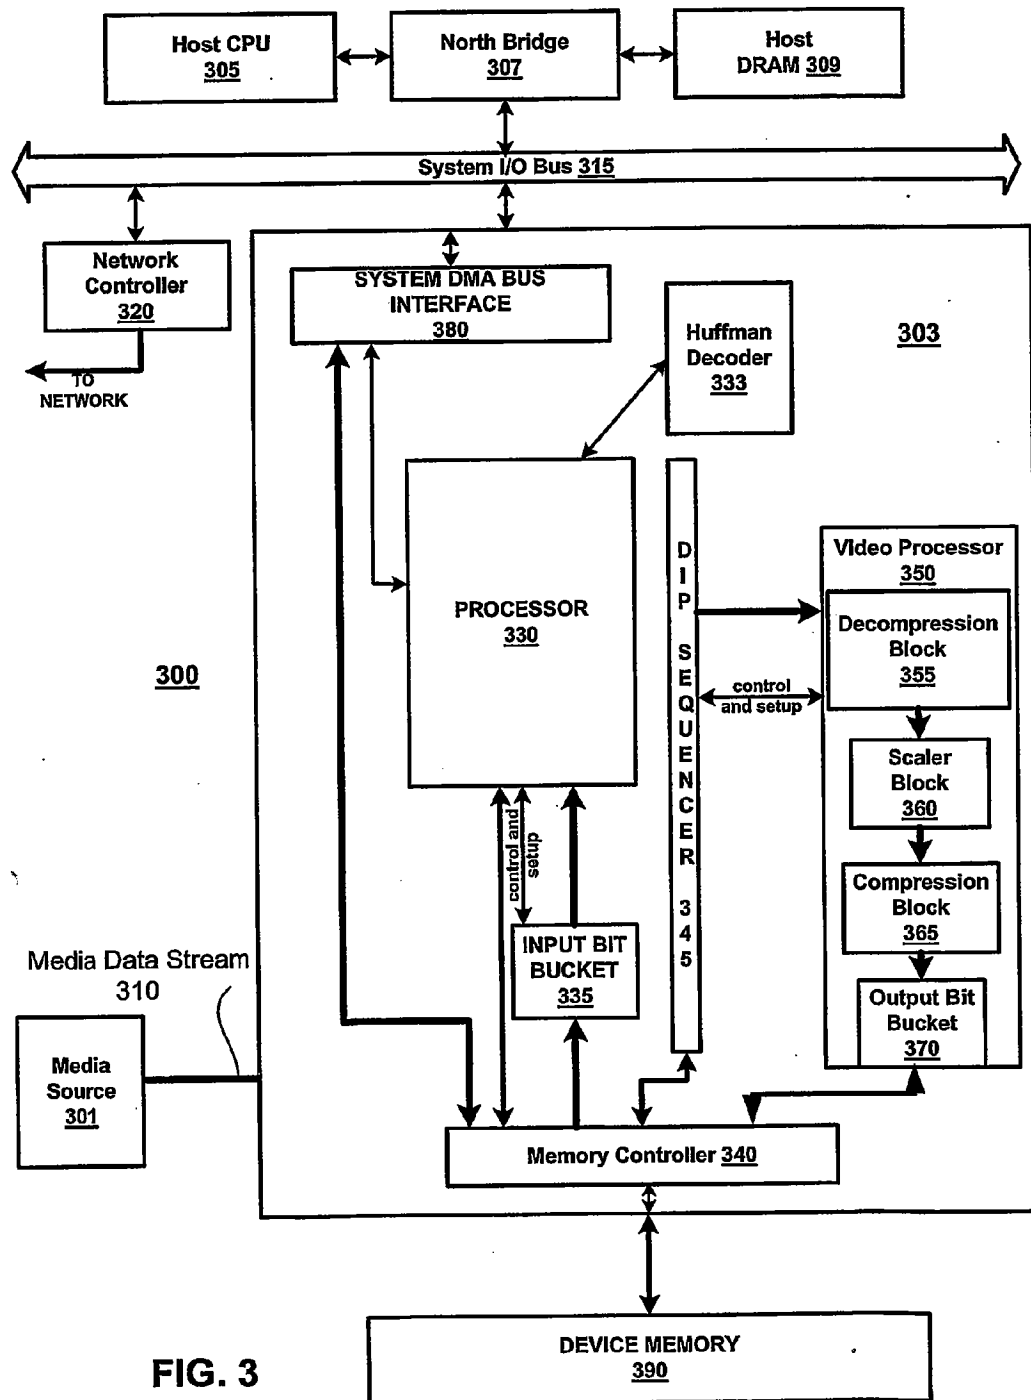 Host CPU
305
North Bridge
307
Host
DRAM 309
System I/O Bus 315
Network
Controller
320
TO
NETWORK
SYSTEM DMA BUS
INTERFACE
380
Huffman
Decoder
333
303
PROCESSOR
330
DIP SEQUENCER 345
Video Processor
350
Decompression
Block
355
control
and setup
Scaler
Block
360
Compression
Block
365
Output Bit
Bucket
370
300
control and
setup
INPUT BIT
BUCKET
335
Media Data Stream
310
Media
Source
301
Memory Controller 340
DEVICE MEMORY
390
FIG. 3